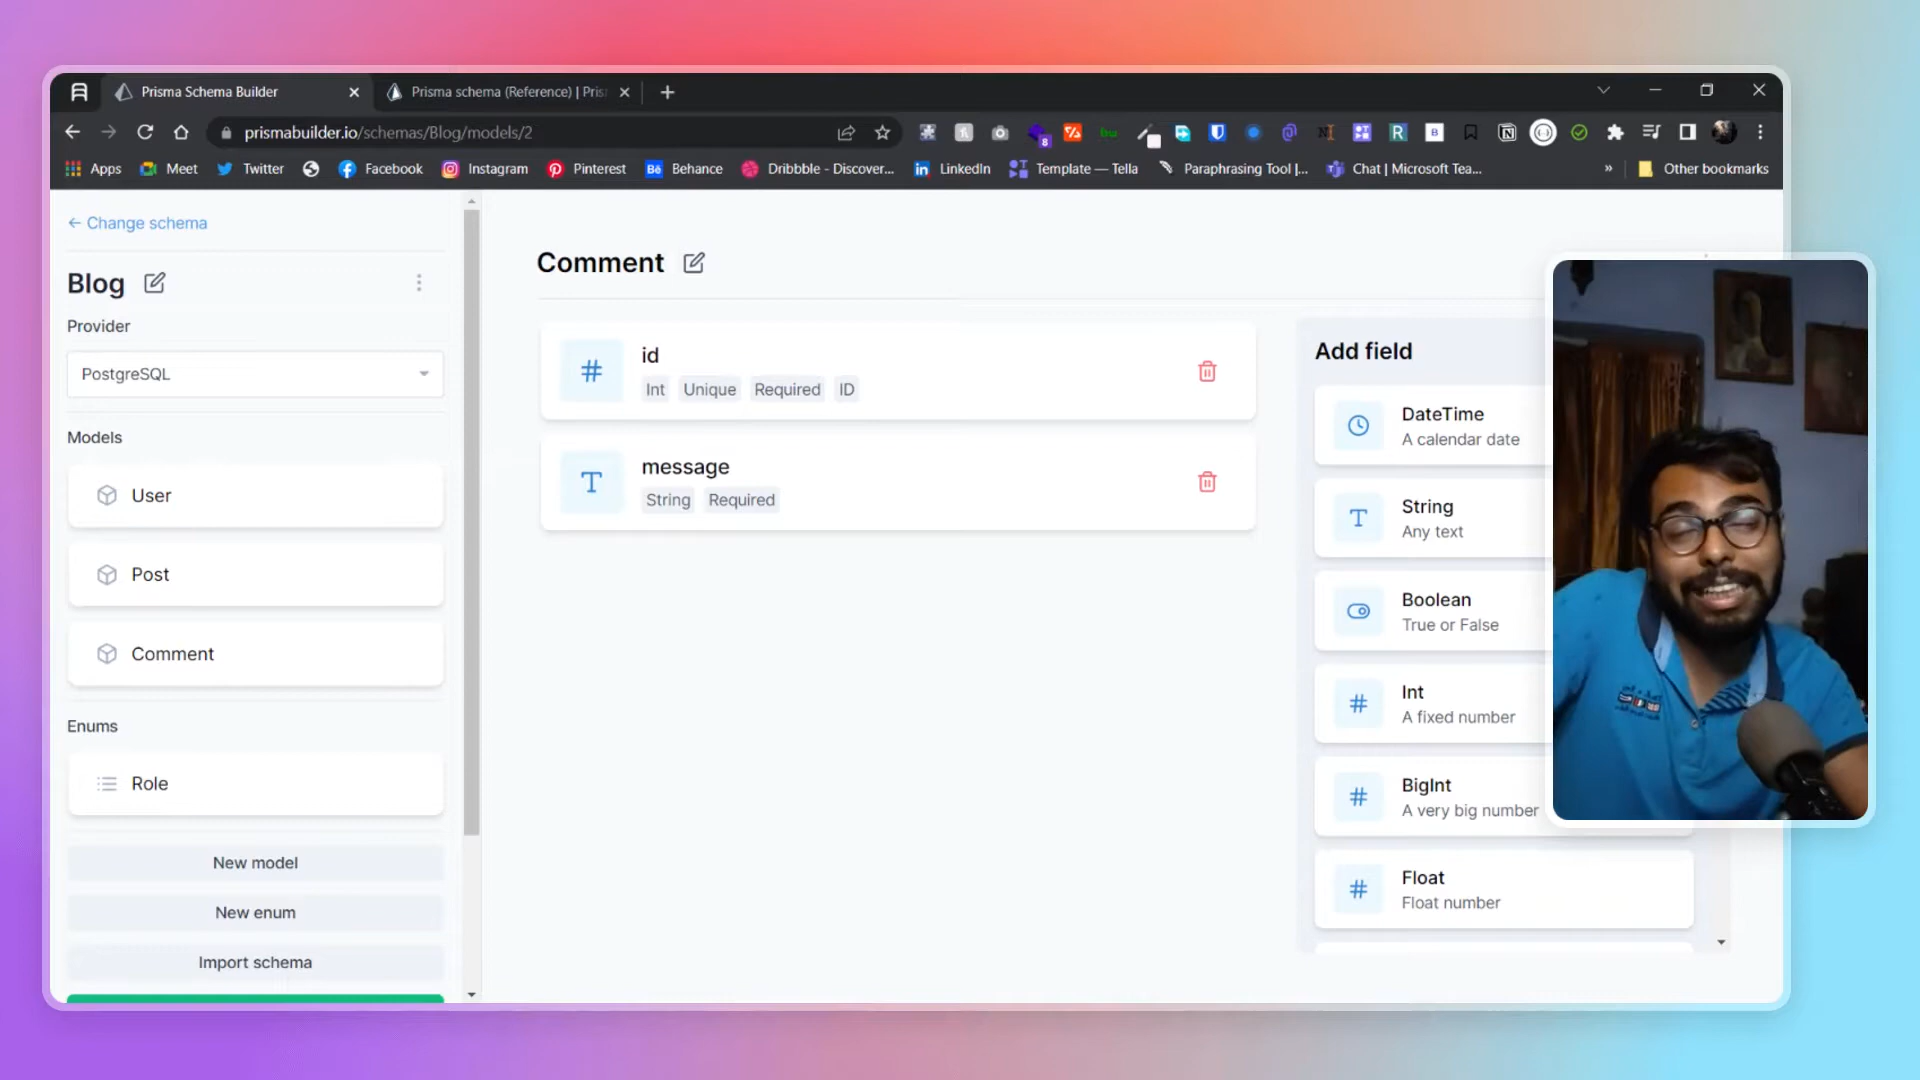 Prisma Schema Builder
Prisma schema (Reference) | Pris
prismabuilder.io/schemas/Blog/models/2
8
Apps
Meet
Twitter
Facebook
Instagram
Pinterest
Behance
Dribbble - Discover...
LinkedIn
Template — Tella
Paraphrasing Tool |...
Chat | Microsoft Tea...
»
Other bookmarks
← Change schema
Blog
Provider
PostgreSQL
Models
User
Post
Comment
Enums
Role
New model
New enum
Import schema
Comment
id
Int Unique Required ID
message
String Required
Add field
DateTime
A calendar date
String
Any text
Boolean
True or False
Int
A fixed number
BigInt
A very big number
Float
Float number